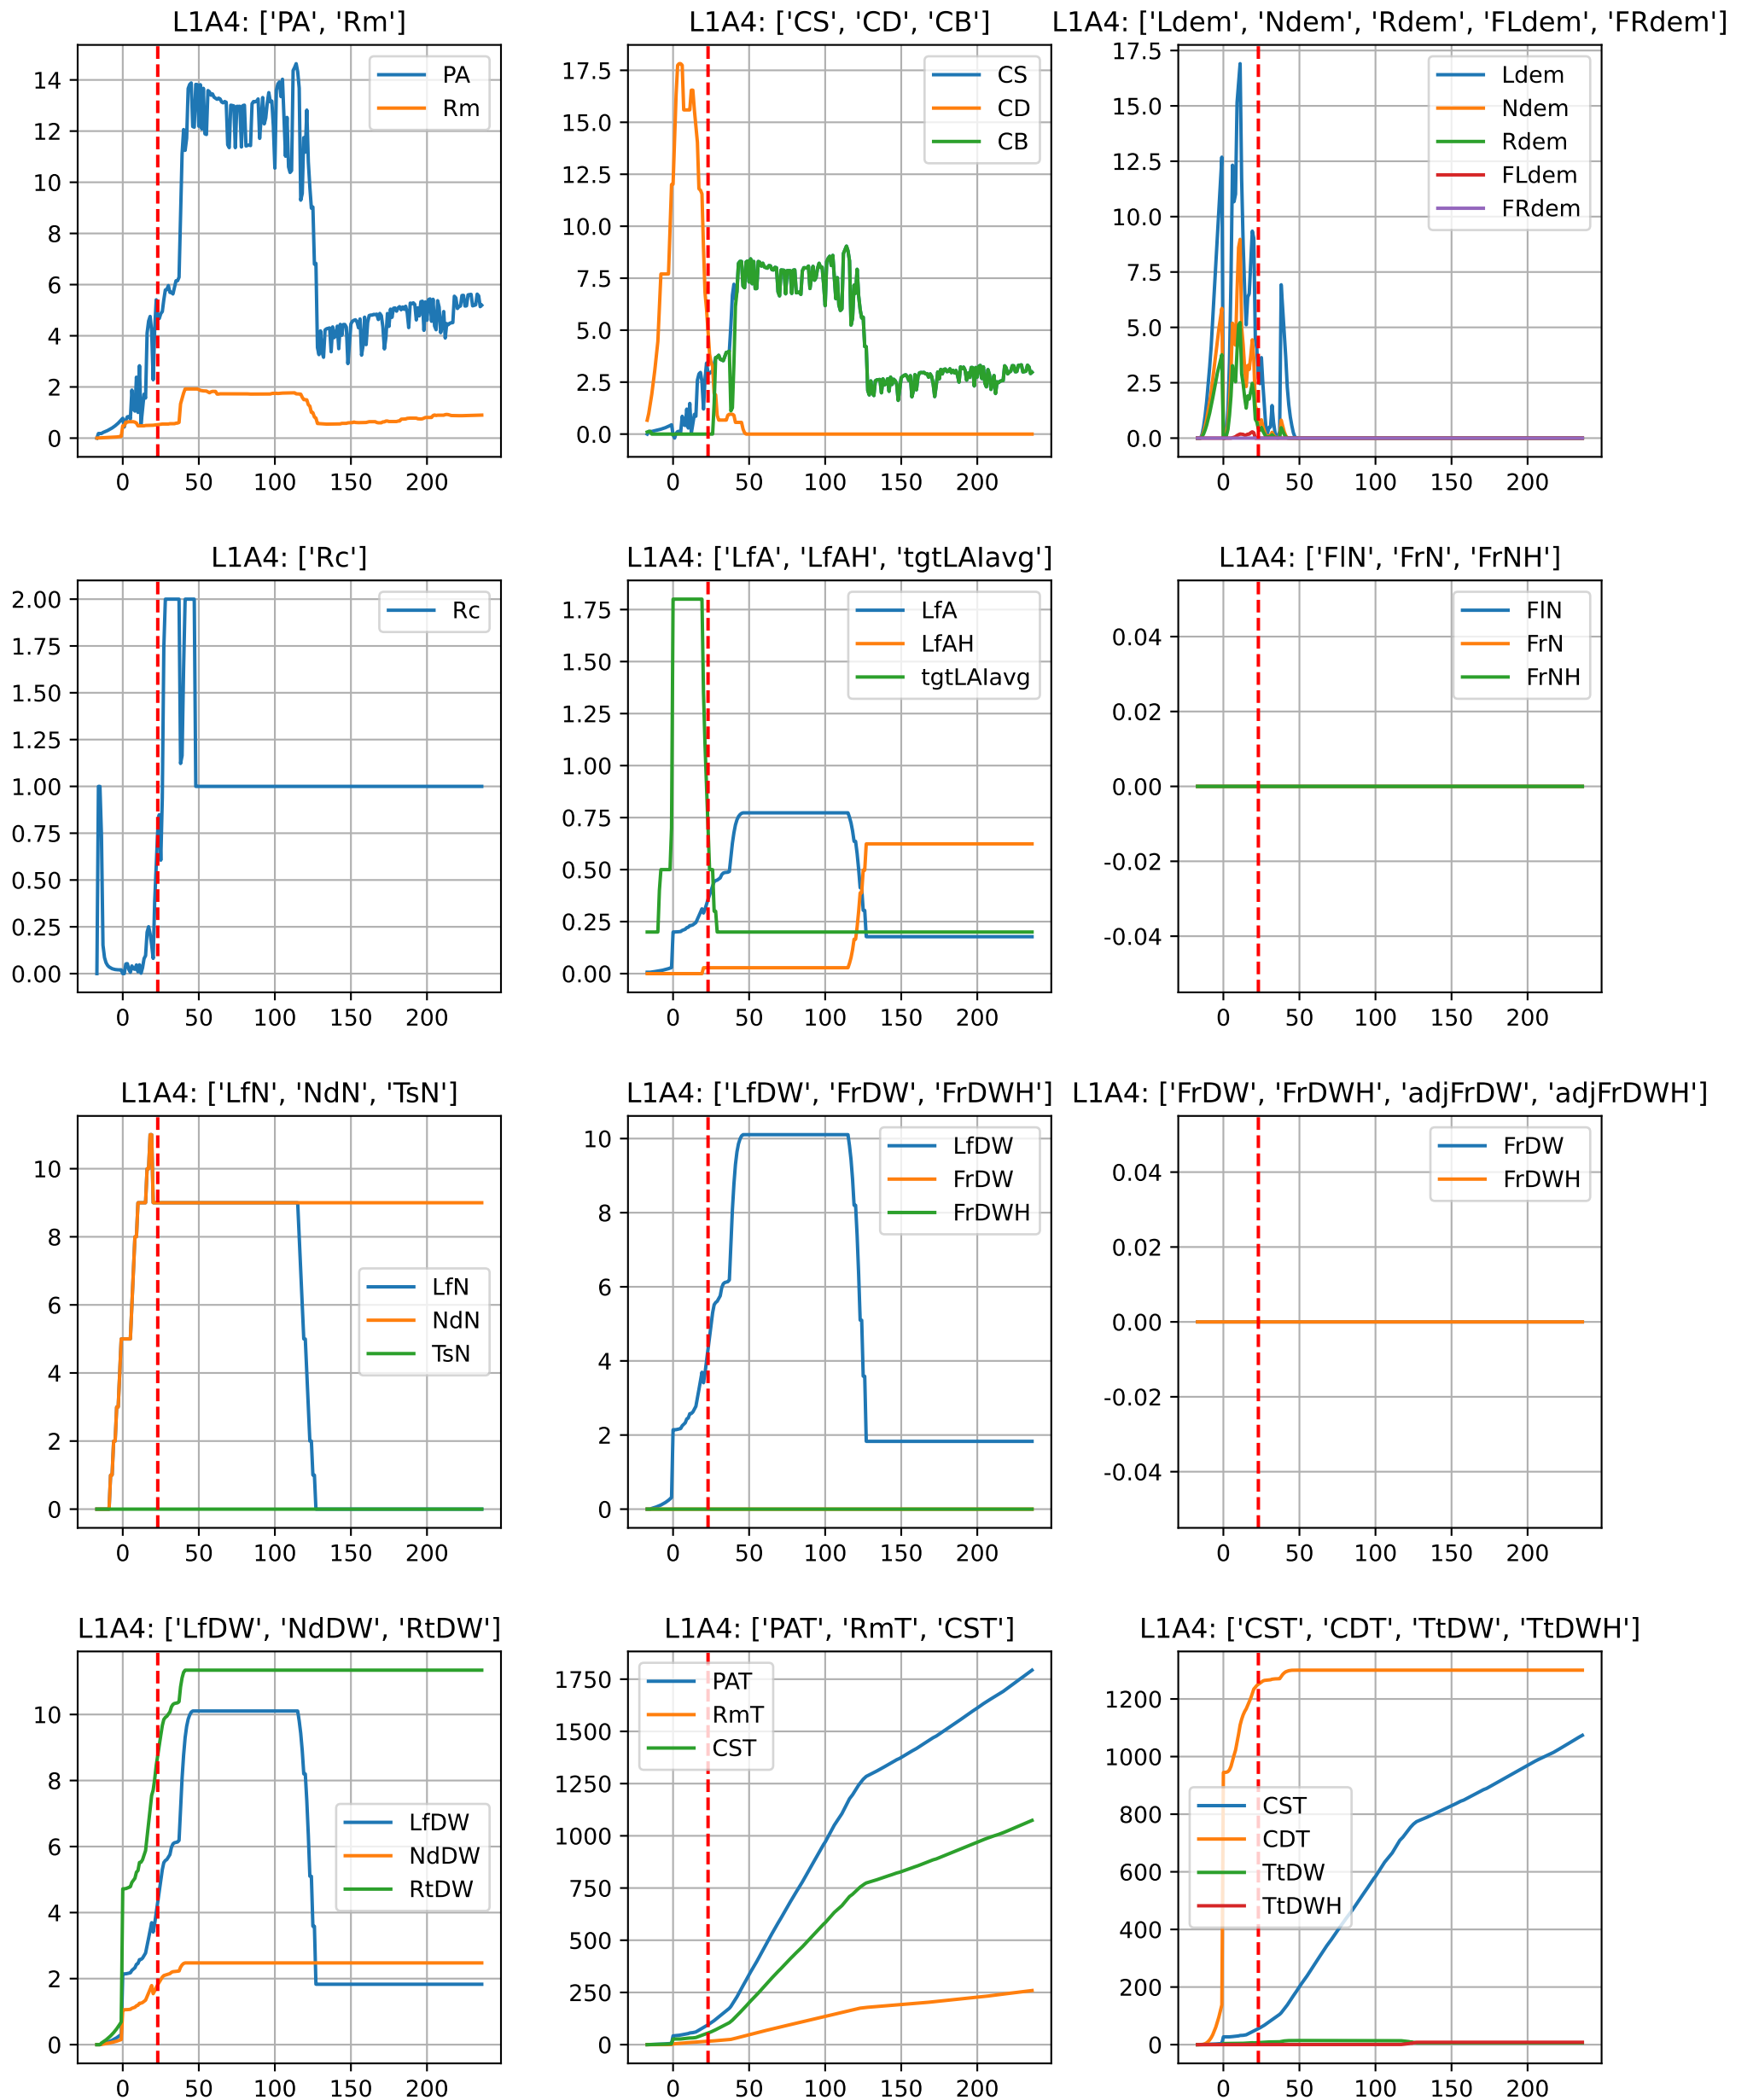 L1A4: ['PA', 'Rm']
14
12
10
8
6
4
2
0
0 50 100 150 200
PA
Rm
L1A4: ['CS', 'CD', 'CB']
17.5
15.0
12.5
10.0
7.5
5.0
2.5
0.0
0 50 100 150 200
CS
CD
CB
L1A4: ['Ldem', 'Ndem', 'Rdem', 'FLdem', 'FRdem']
17.5
15.0
12.5
10.0
7.5
5.0
2.5
0.0
0 50 100 150 200
Ldem
Ndem
Rdem
FLdem
FRdem
L1A4: ['Rc']
2.00
1.75
1.50
1.25
1.00
0.75
0.50
0.25
0.00
0 50 100 150 200
Rc
L1A4: ['LfA', 'LfAH', 'tgtLAIavg']
1.75
1.50
1.25
1.00
0.75
0.50
0.25
0.00
0 50 100 150 200
LfA
LfAH
tgtLAIavg
L1A4: ['FlN', 'FrN', 'FrNH']
0.04
0.02
0.00
-0.02
-0.04
0 50 100 150 200
FlN
FrN
FrNH
L1A4: ['LfN', 'NdN', 'TsN']
10
8
6
4
2
0
0 50 100 150 200
LfN
NdN
TsN
L1A4: ['LfDW', 'FrDW', 'FrDWH']
10
8
6
4
2
0
0 50 100 150 200
LfDW
FrDW
FrDWH
L1A4: ['FrDW', 'FrDWH', 'adjFrDW', 'adjFrDWH']
0.04
0.02
0.00
-0.02
-0.04
0 50 100 150 200
FrDW
FrDWH
L1A4: ['LfDW', 'NdDW', 'RtDW']
10
8
6
4
2
0
0 50 100 150 200
LfDW
NdDW
RtDW
L1A4: ['PAT', 'RmT', 'CST']
1750
1500
1250
1000
750
500
250
0
0 50 100 150 200
PAT
RmT
CST
L1A4: ['CST', 'CDT', 'TtDW', 'TtDWH']
1200
1000
800
600
400
200
0
0 50 100 150 200
CST
CDT
TtDW
TtDWH